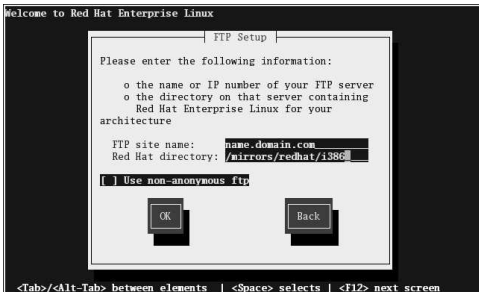 Welcome to Red Hat Enterprise Linux
FTP Setup
Please enter the following information:
o the name or IP number of your FTP server
o the directory on that server containing
Red Hat Enterprise Linux for your
architecture
FTP site name: name.domain.com
Red Hat directory: /mirrors/redhat/i386
[ ] Use non-anonymous ftp
OK Back
<Tab>/<Alt-Tab> between elements | <Space> selects | <F12> next screen